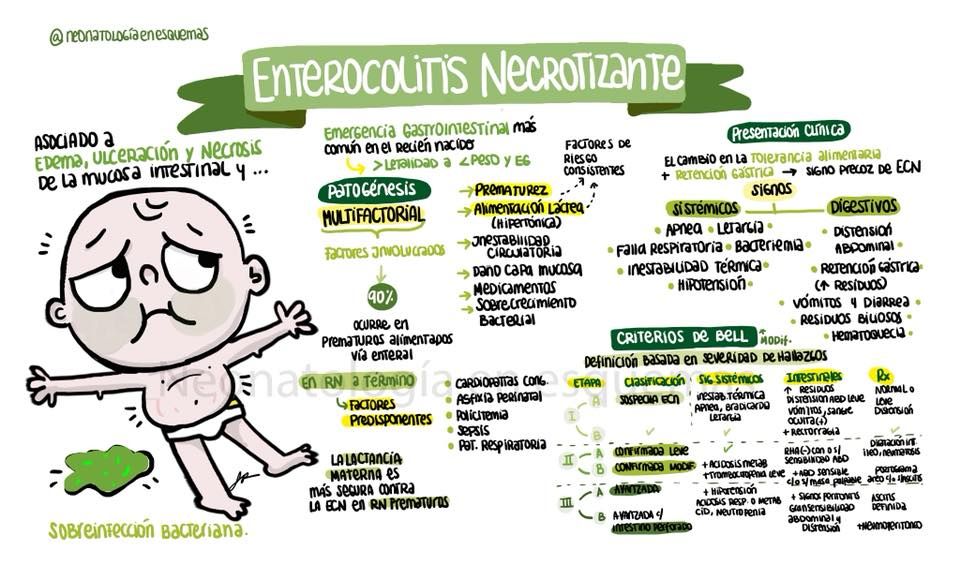 @neonatologíaenesquemas
Enterocolitis Necrotizante
Asociado a
Edema, ulceración y necrosis
de la mucosa intestinal y ...
Sobreinfección bacteriana.
Emergencia gastrointestinal más
común en el recién nacido
>Letalidad a <peso y EG
Patogénesis
Multifactorial
Factores involucrados
90%
ocurre en
prematuros alimentados
vía enteral
Factores de
riesgo
consistentes
→ Prematurez
→ Alimentación láctea
(Hipertónica)
→ Inestabilidad
circulatoria
→ Daño capa mucosa
→ Medicamentos
→ Sobrecrecimiento
bacterial
En RN a término
Factores
predisponentes
• Cardiopatías cong.
• Asfixia perinatal
• Policitemia
• Sepsis
• Pat. respiratoria
La lactancia
materna es
más segura contra
la ECN en RN prematuros
Neonatología en esquemas
Presentación clínica
El cambio en la tolerancia alimentaria
+ retención gástrica → signo precoz de ECN
Signos
Sistémicos
• Apnea • Letargia •
Falla respiratoria • Bacteriemia •
• Inestabilidad térmica •
• Hipotensión •
Digestivos
• Distensión
abdominal •
• Retención gástrica •
(↑ Residuos)
• Vómitos y diarrea •
Residuos biliosos •
• Hematoquecia •
Criterios de Bell
Modif.
Definición basada en severidad de hallazgos
Etapa Clasificación Sig. sistémicos Intestinales Rx
I A Sospecha ECN
Inestab. térmica
Apnea, bradicardia
Letargia
↑ Residuos
Distensión abd leve
Vómitos, sangre
oculta (+)
Normal o
leve
distensión
B ✓ ✓ + Rectorragia ✓
II A Confirmada leve ✓
RHA (-) con o s/
sensibilidad abd
Dilatación int.
íleo, neumatosis
B Confirmada modif
+ Acidosis metab
+ Trombocitopenia leve
+ Abd sensible
c/o s/ masa palpable
Portograma
aéreo c/o s/ascitis
III A Avanzada
+ Hipotensión
Acidosis resp. o metab
CID, neutropenia
+ Signos peritonitis
Gran sensibilidad
abdominal y
distensión
Ascitis
definida
B Avanzada c/
intestino perforado
+Neumoperitoneo